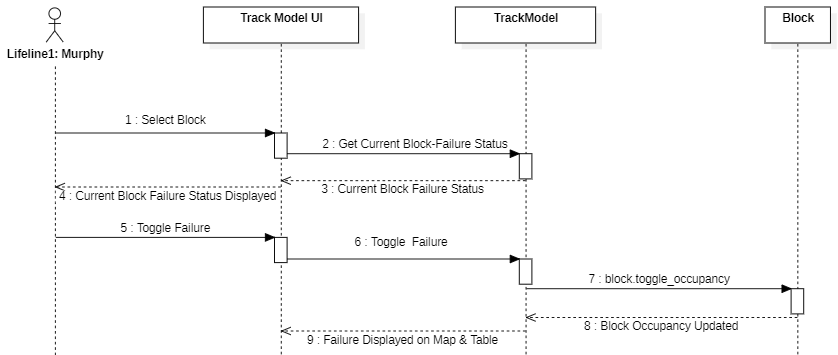 Track Model UI
TrackModel
Block
Lifeline1: Murphy
1 : Select Block
2 : Get Current Block-Failure Status
3 : Current Block Failure Status
4 : Current Block Failure Status Displayed
5 : Toggle Failure
6 : Toggle  Failure
7 : block.toggle_occupancy
8 : Block Occupancy Updated
9 : Failure Displayed on Map & Table